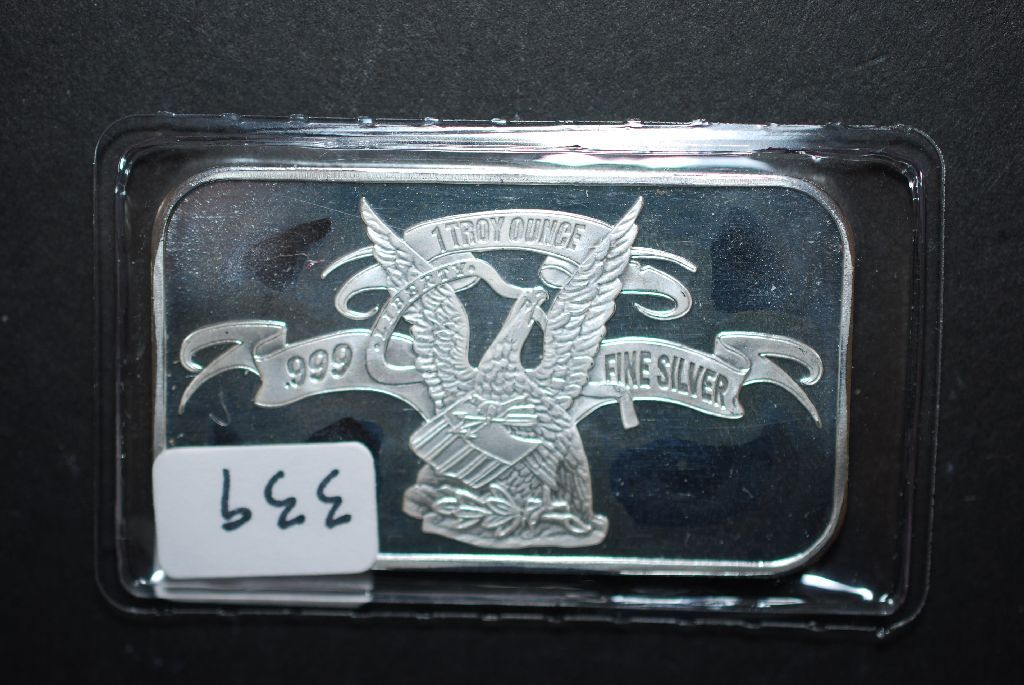 1 TROY OUNCE
LIBERTY
.999 FINE SILVER
339